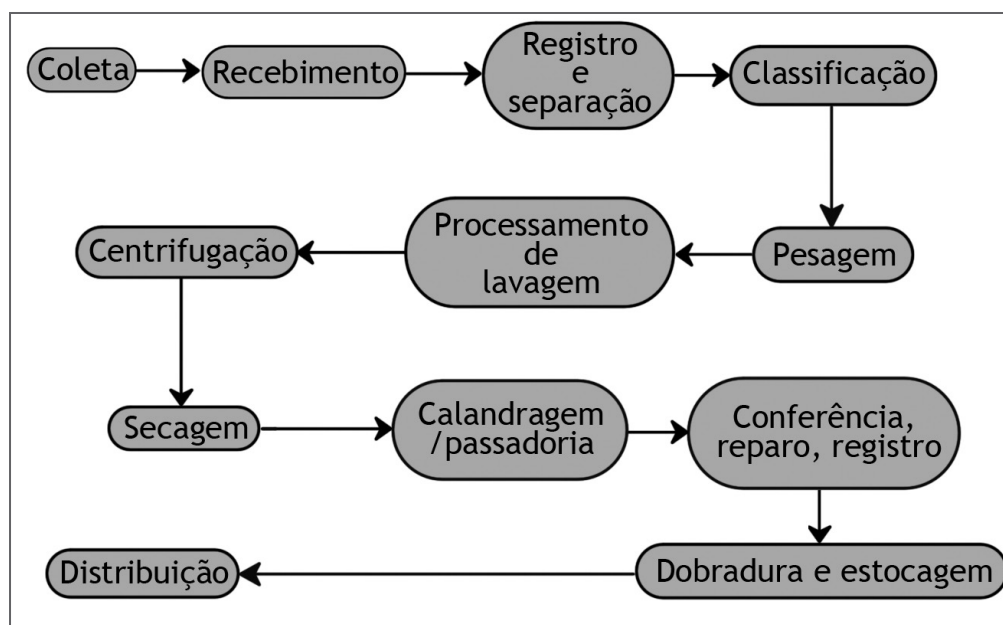 Coleta
Recebimento
Registro
e
separação
Classificação
Pesagem
Processamento
de
lavagem
Centrifugação
Secagem
Calandragem
/passadoria
Conferência,
reparo, registro
Dobradura e estocagem
Distribuição